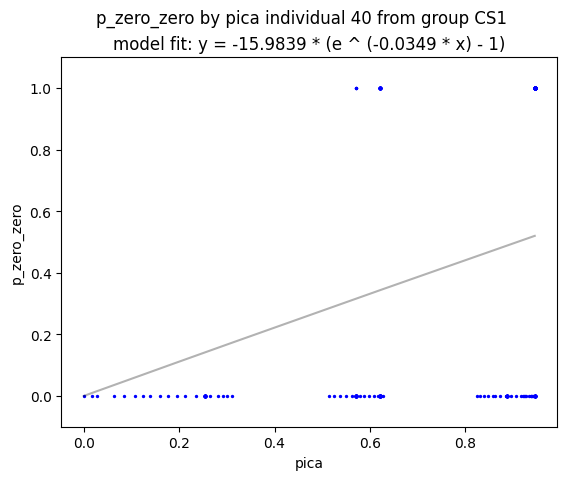 p_zero_zero by pica individual 40 from group CS1
model fit: y = -15.9839 * (e ^ (-0.0349 * x) - 1)
1.0
0.8
0.6
0.4
0.2
0.0
p_zero_zero
0.0 0.2 0.4 0.6 0.8
pica